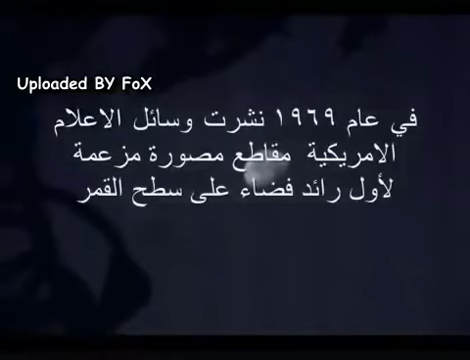 Uploaded BY FoX
في عام ١٩٦٩ نشرت وسائل الاعلام
الامريكية مقاطع مصورة مزعمة
لأول رائد فضاء على سطح القمر